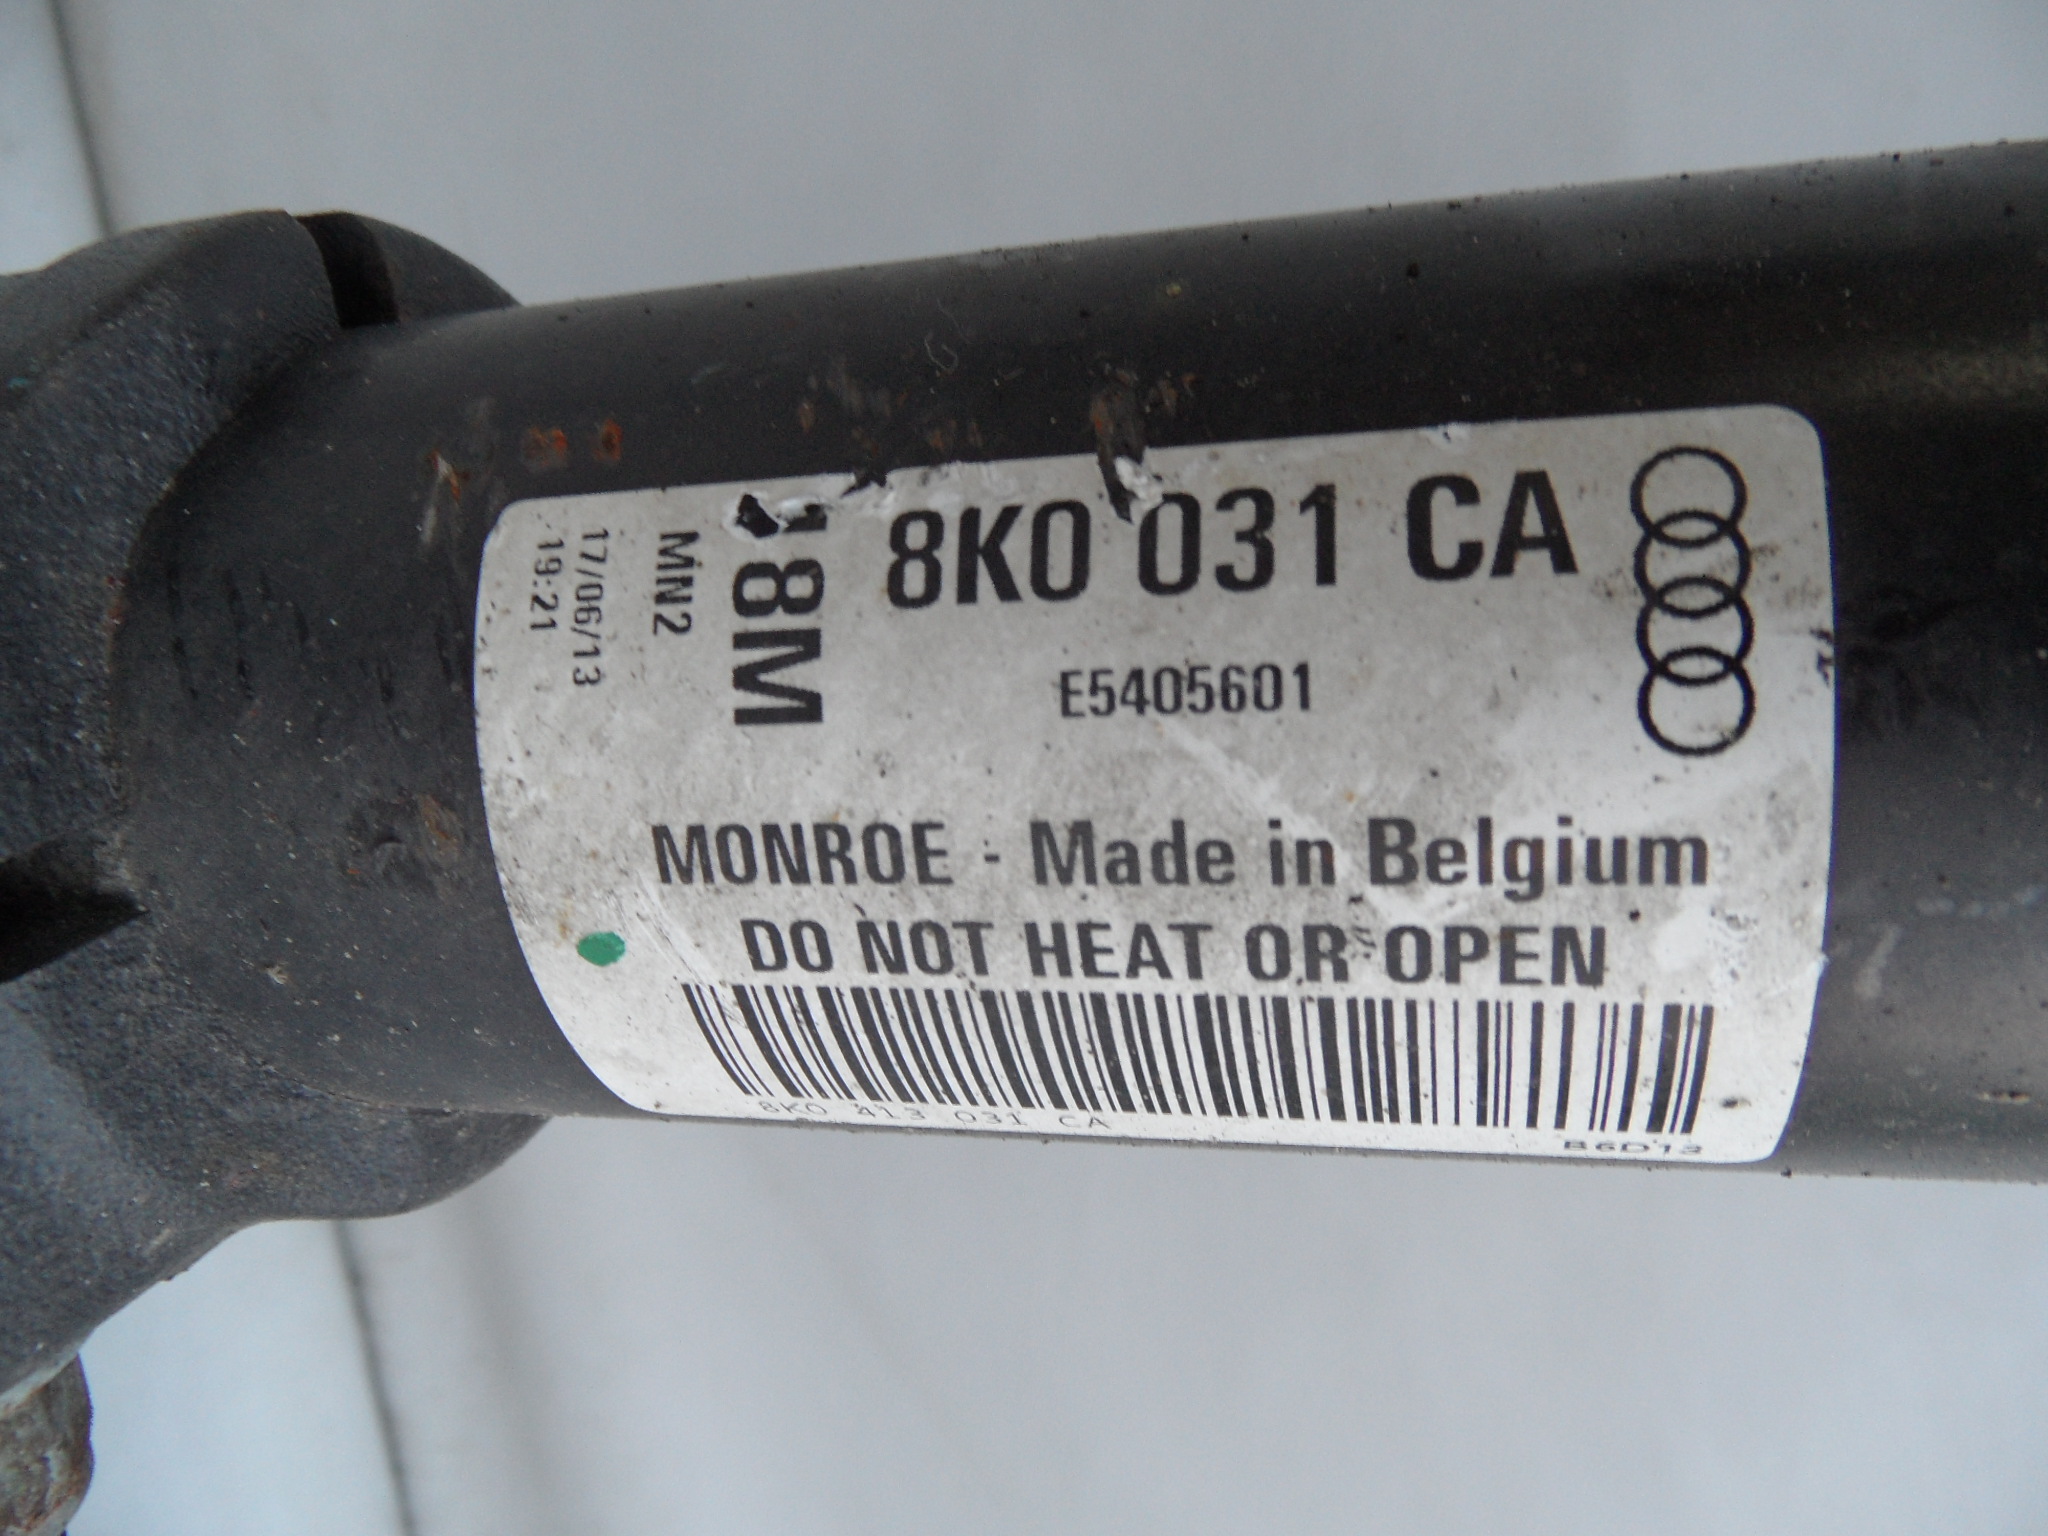 8K0 031 CA
18M
MN2
17/06/13
19:21
E5405601
MONROE - Made in Belgium
DO NOT HEAT OR OPEN
8K0 413 031 CA
B6D13